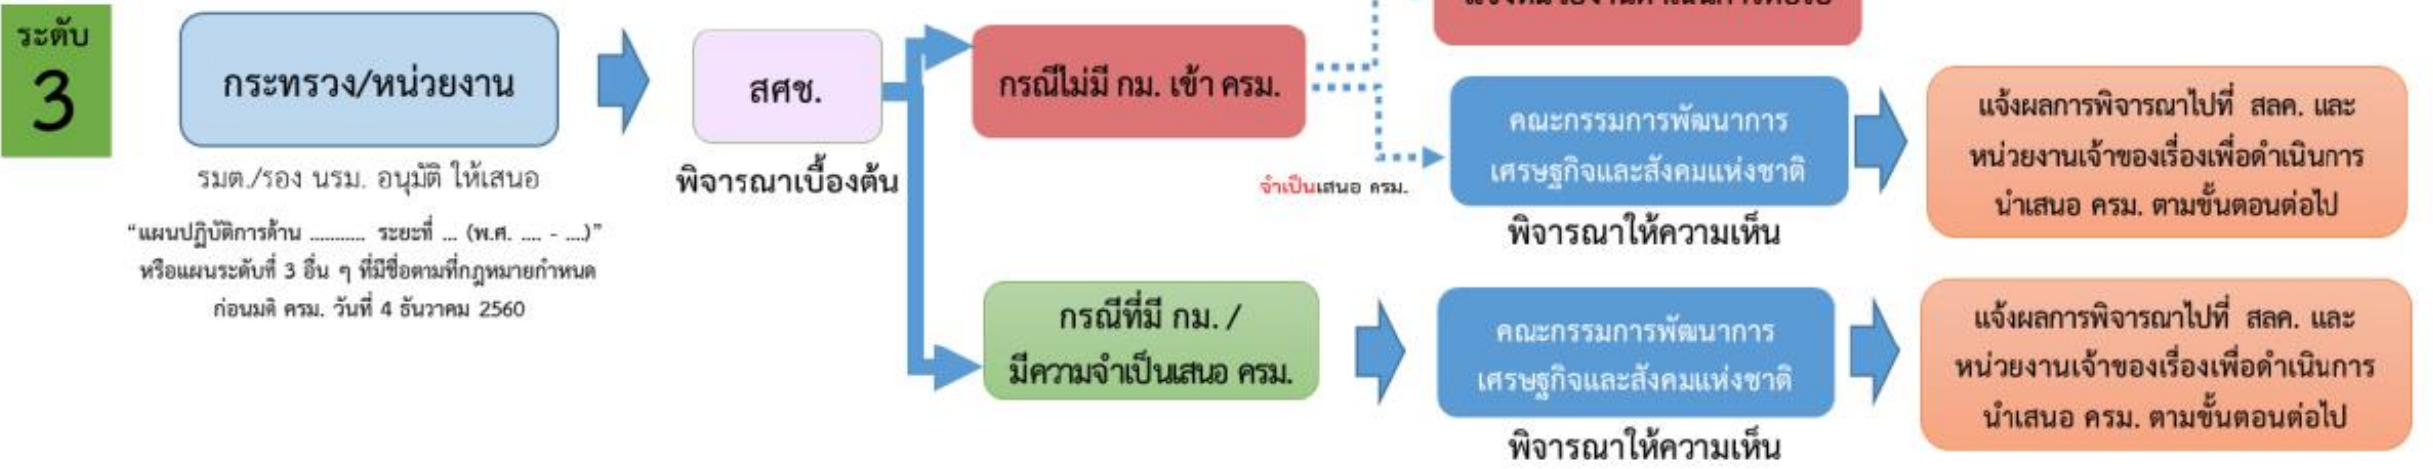 ระดับ
3
กระทรวง/หน่วยงาน
รมต./รอง นรม. อนุมัติ ให้เสนอ
“แผนปฏิบัติการด้าน ........... ระยะที่ ... (พ.ศ. .... - ....)”
หรือแผนระดับที่ 3 อื่น ๆ ที่มีชื่อตามที่กฎหมายกำหนด
ก่อนมติ ครม. วันที่ 4 ธันวาคม 2560
สศช.
พิจารณาเบื้องต้น
กรณีไม่มี กม. เข้า ครม.
จำเป็นเสนอ ครม.
คณะกรรมการพัฒนาการ
เศรษฐกิจและสังคมแห่งชาติ
พิจารณาให้ความเห็น
แจ้งผลการพิจารณาไปที่ สลค. และ
หน่วยงานเจ้าของเรื่องเพื่อดำเนินการ
นำเสนอ ครม. ตามขั้นตอนต่อไป
กรณีที่มี กม. /
มีความจำเป็นเสนอ ครม.
คณะกรรมการพัฒนาการ
เศรษฐกิจและสังคมแห่งชาติ
พิจารณาให้ความเห็น
แจ้งผลการพิจารณาไปที่ สลค. และ
หน่วยงานเจ้าของเรื่องเพื่อดำเนินการ
นำเสนอ ครม. ตามขั้นตอนต่อไป